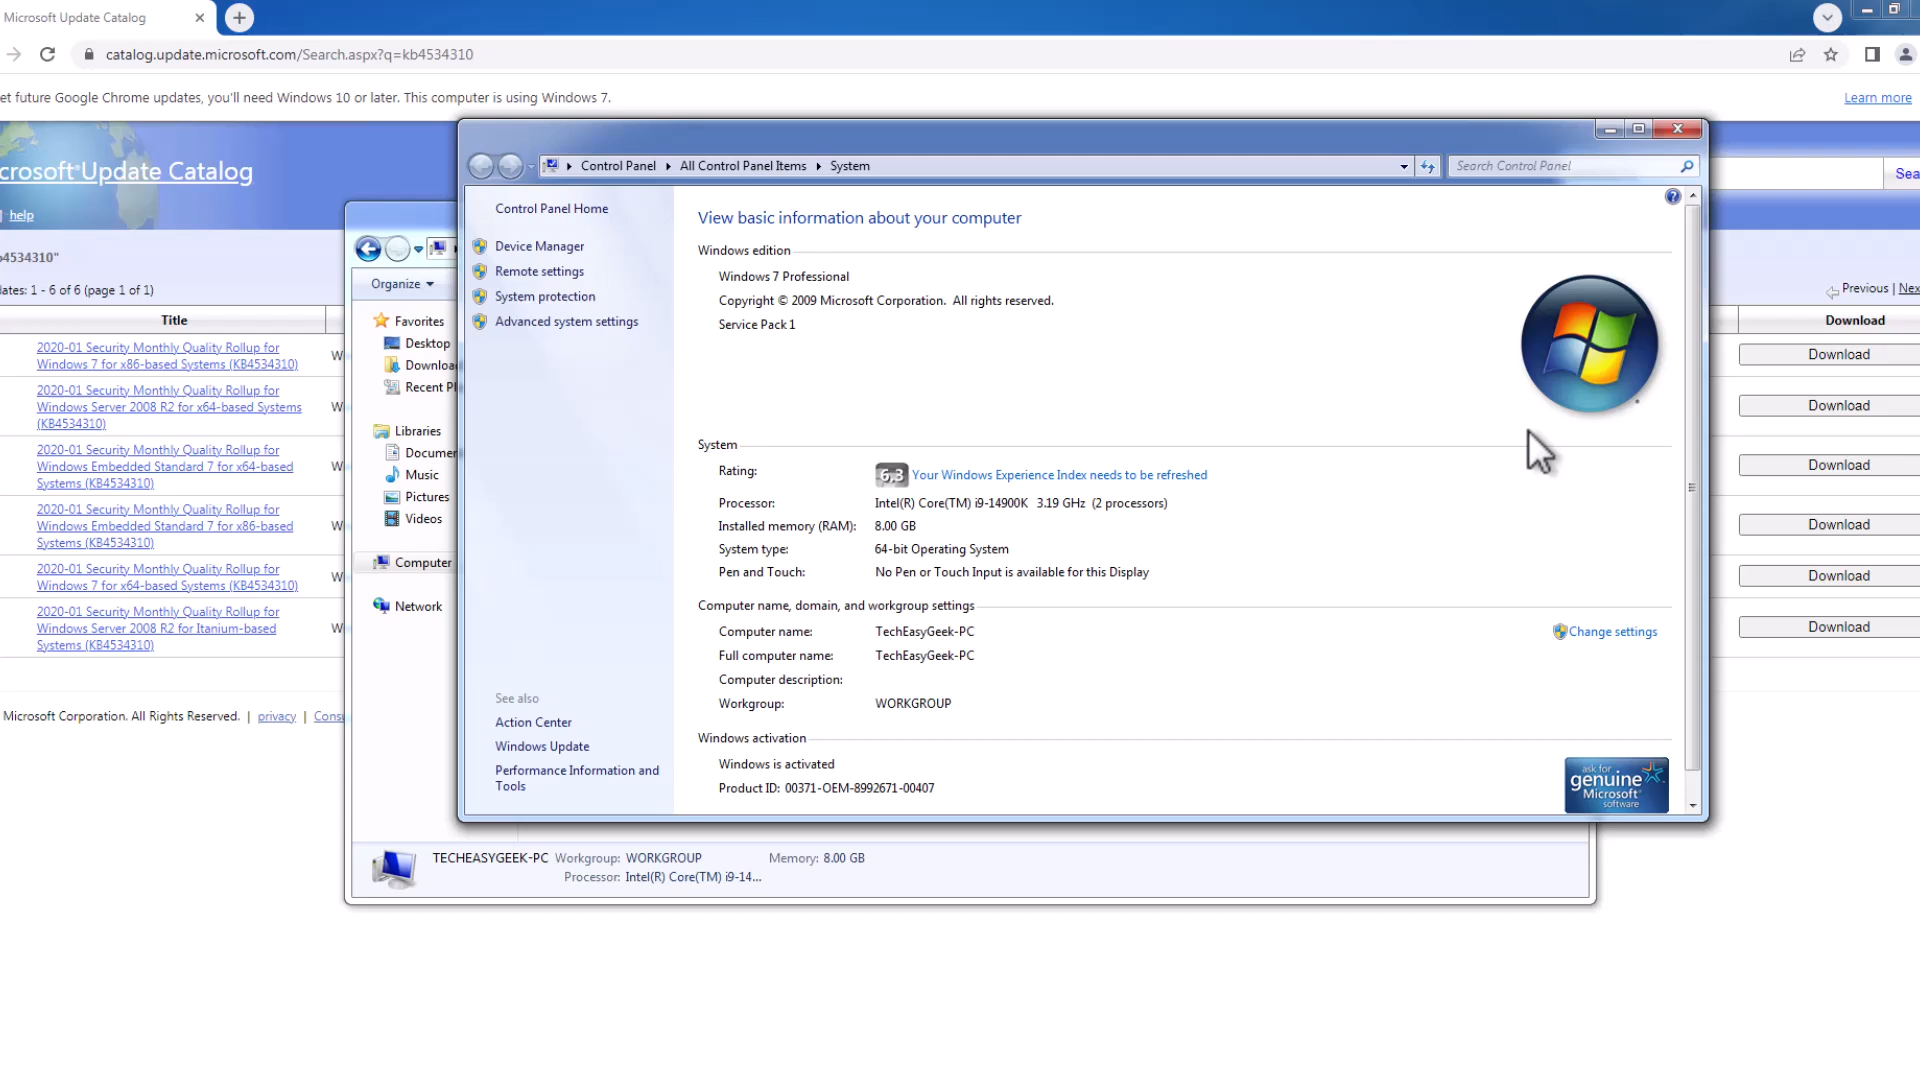 Microsoft Update Catalog
catalog.update.microsoft.com/Search.aspx?q=kb4534310
et future Google Chrome updates, you'll need Windows 10 or later. This computer is using Windows 7.
Learn more
crosoft Update Catalog
Sea
help
b4534310"
ates: 1 - 6 of 6 (page 1 of 1)
Previous | Nex
Title
Download
2020-01 Security Monthly Quality Rollup for
Windows 7 for x86-based Systems (KB4534310)
W
Download
2020-01 Security Monthly Quality Rollup for
Windows Server 2008 R2 for x64-based Systems
(KB4534310)
W
Download
2020-01 Security Monthly Quality Rollup for
Windows Embedded Standard 7 for x64-based
Systems (KB4534310)
W
Download
2020-01 Security Monthly Quality Rollup for
Windows Embedded Standard 7 for x86-based
Systems (KB4534310)
W
Download
2020-01 Security Monthly Quality Rollup for
Windows 7 for x64-based Systems (KB4534310)
W
Download
2020-01 Security Monthly Quality Rollup for
Windows Server 2008 R2 for Itanium-based
Systems (KB4534310)
W
Download
Microsoft Corporation. All Rights Reserved. | privacy | Consu
Organize
Favorites
Desktop
Downloa
Recent Pl
Libraries
Documen
Music
Pictures
Videos
Computer
Network
Control Panel
All Control Panel Items
System
Search Control Panel
Control Panel Home
Device Manager
Remote settings
System protection
Advanced system settings
See also
Action Center
Windows Update
Performance Information and
Tools
View basic information about your computer
Windows edition
Windows 7 Professional
Copyright © 2009 Microsoft Corporation. All rights reserved.
Service Pack 1
System
Rating: 6,3 Your Windows Experience Index needs to be refreshed
Processor: Intel(R) Core(TM) i9-14900K 3.19 GHz (2 processors)
Installed memory (RAM): 8.00 GB
System type: 64-bit Operating System
Pen and Touch: No Pen or Touch Input is available for this Display
Computer name, domain, and workgroup settings
Computer name: TechEasyGeek-PC
Change settings
Full computer name: TechEasyGeek-PC
Computer description:
Workgroup: WORKGROUP
Windows activation
Windows is activated
Product ID: 00371-OEM-8992671-00407
ask for
genuine
Microsoft
software
TECHEASYGEEK-PC Workgroup: WORKGROUP Memory: 8.00 GB
Processor: Intel(R) Core(TM) i9-14...